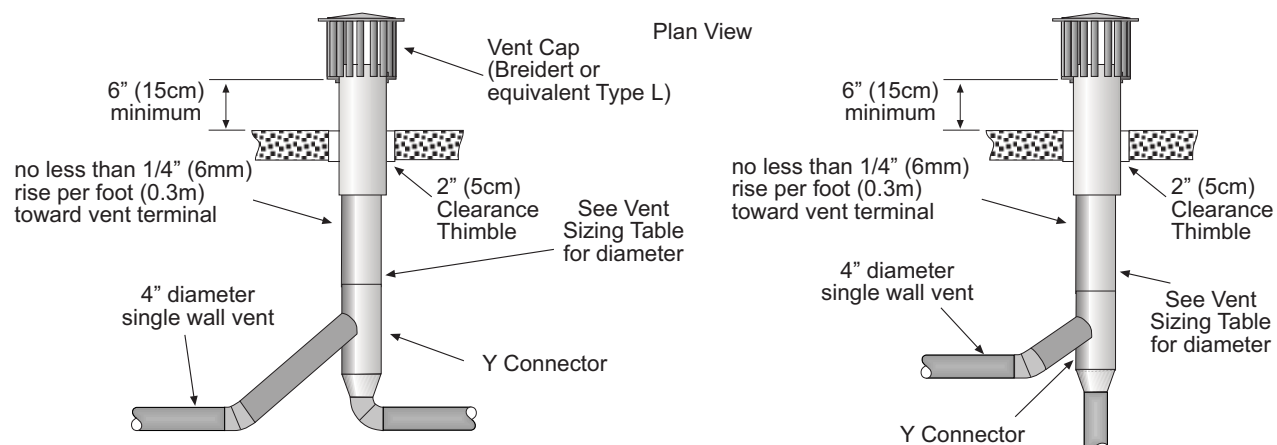 Plan View
Vent Cap
(Breidert or
equivalent Type L)
6” (15cm)
minimum
no less than 1/4” (6mm)
rise per foot (0.3m)
toward vent terminal
2” (5cm)
Clearance
Thimble
See Vent
Sizing Table
for diameter
4” diameter
single wall vent
Y Connector
6” (15cm)
minimum
no less than 1/4” (6mm)
rise per foot (0.3m)
toward vent terminal
2” (5cm)
Clearance
Thimble
4” diameter
single wall vent
See Vent
Sizing Table
for diameter
Y Connector